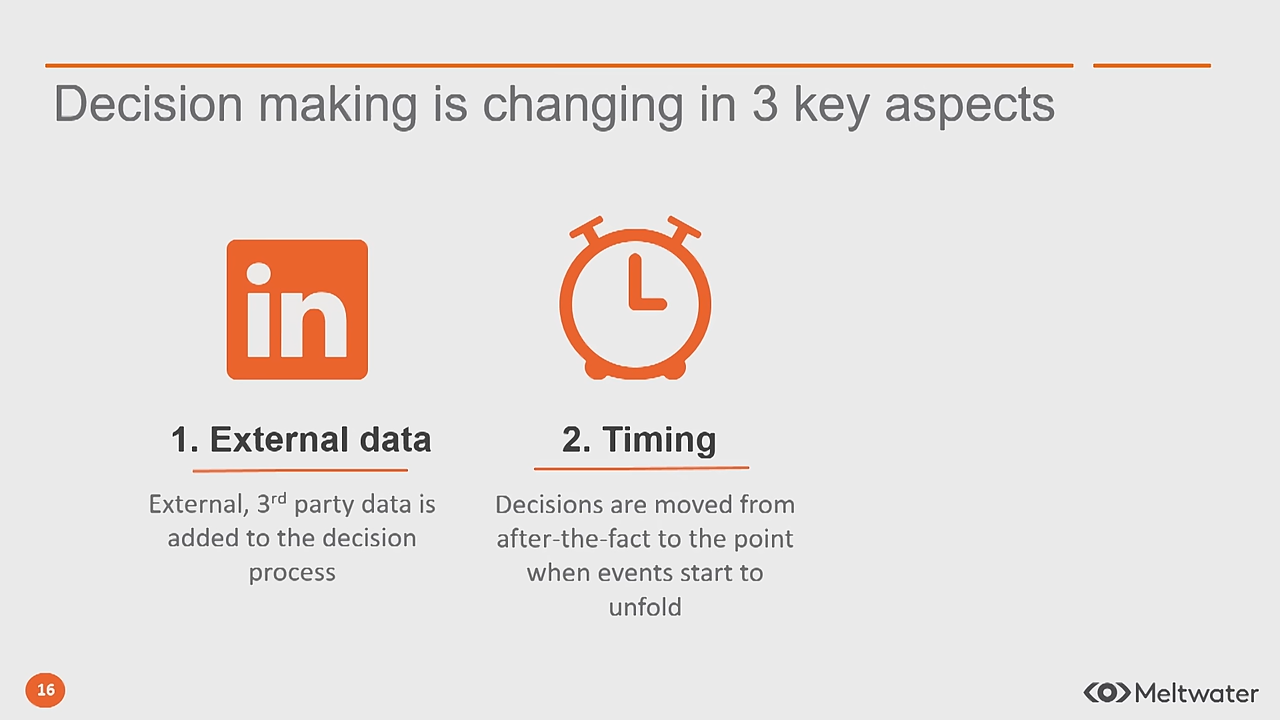 Decision making is changing in 3 key aspects
in
1. External data
External, 3rd party data is
added to the decision
process
2. Timing
Decisions are moved from
after-the-fact to the point
when events start to
unfold
16
Meltwater